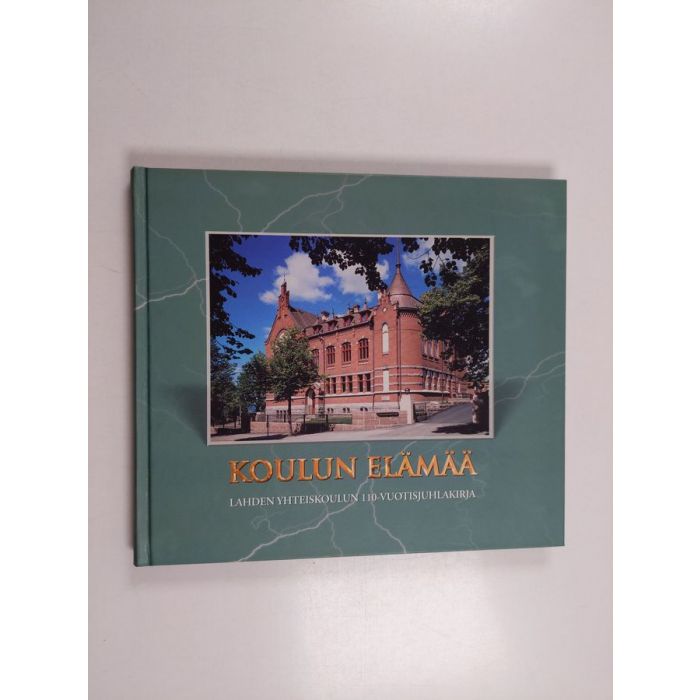 KOULUN ELÄMÄÄ
LAHDEN YHTEISKOULUN 110-VUOTISJUHLAKIRJA